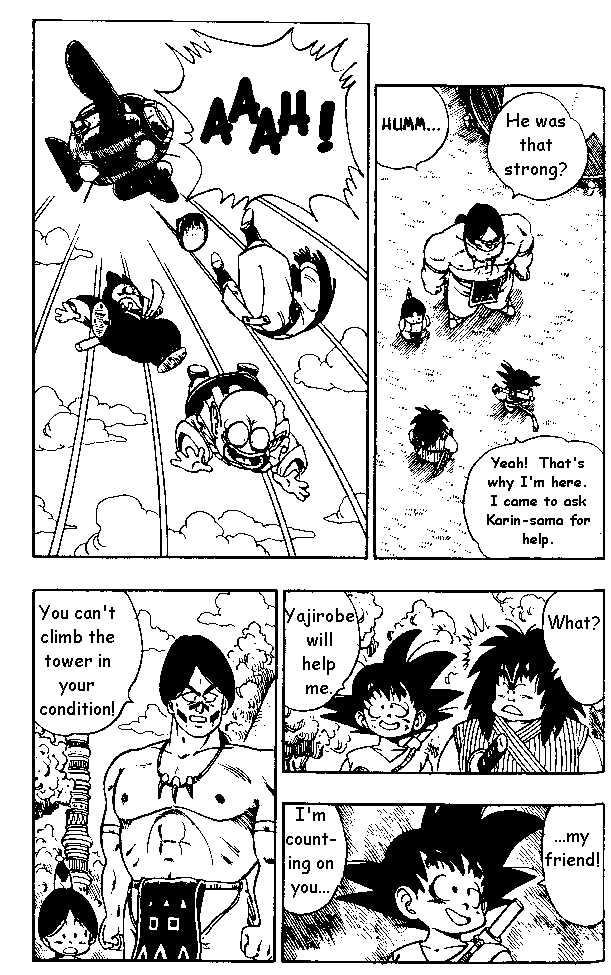 AAAH!
HUMM...
He was
that
strong?
Yeah! That's
why I'm here.
I came to ask
Karin-sama for
help.
You can't
climb the
tower in
your
condition!
Yajirobe
will
help
me.
What?
I'm
count-
ing on
you...
...my
friend!